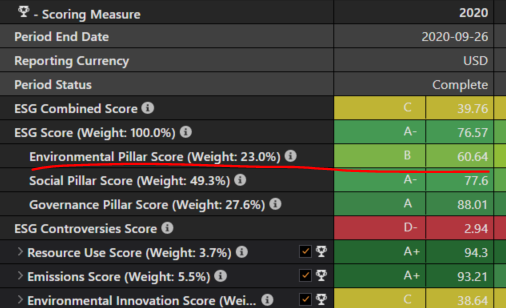 - Scoring Measure 2020
Period End Date 2020-09-26
Reporting Currency USD
Period Status Complete
ESG Combined Score C 39.76
ESG Score (Weight: 100.0%) A- 76.57
Environmental Pillar Score (Weight: 23.0%) B 60.64
Social Pillar Score (Weight: 49.3%) A- 77.6
Governance Pillar Score (Weight: 27.6%) A 88.01
ESG Controversies Score D- 2.94
Resource Use Score (Weight: 3.7%) A+ 94.3
Emissions Score (Weight: 5.5%) A+ 93.21
Environmental Innovation Score (Wei... C 38.64